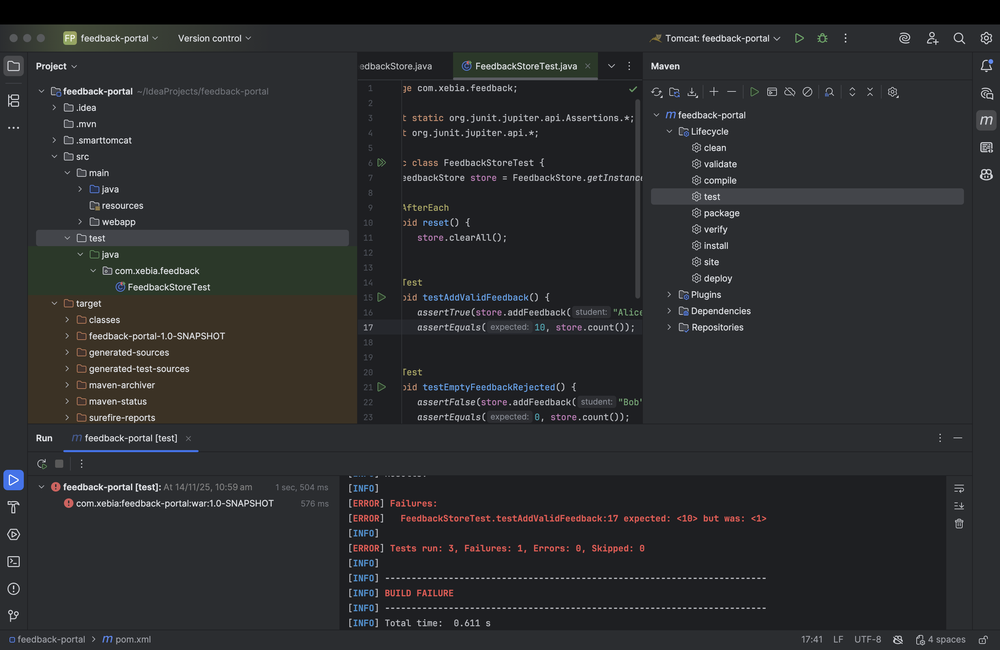 FP feedback-portal
Version control
Tomcat: feedback-portal
Project
feedback-portal ~/IdeaProjects/feedback-portal
.idea
.mvn
.smarttomcat
src
main
java
resources
webapp
test
java
com.xebia.feedback
FeedbackStoreTest
target
classes
feedback-portal-1.0-SNAPSHOT
generated-sources
generated-test-sources
maven-archiver
maven-status
surefire-reports
edbackStore.java
FeedbackStoreTest.java
1 ge com.xebia.feedback;
2
3 t static org.junit.jupiter.api.Assertions.*;
4 t org.junit.jupiter.api.*;
5
6 c class FeedbackStoreTest {
7 eedbackStore store = FeedbackStore.getInstance
8
9 AfterEach
10 oid reset() {
11 store.clearAll();
12
13
14 Test
15 oid testAddValidFeedback() {
16 assertTrue(store.addFeedback( student: "Alice
17 assertEquals( expected: 10, store.count());
18
19
20 Test
21 oid testEmptyFeedbackRejected() {
22 assertFalse(store.addFeedback( student: "Bob"
23 assertEquals( expected: 0, store.count());
Maven
feedback-portal
Lifecycle
clean
validate
compile
test
package
verify
install
site
deploy
Plugins
Dependencies
Repositories
Run
feedback-portal [test]
feedback-portal [test]: At 14/11/25, 10:59 am 1 sec, 504 ms
com.xebia:feedback-portal:war:1.0-SNAPSHOT 576 ms
[INFO] Results:
[INFO]
[ERROR] Failures:
[ERROR] FeedbackStoreTest.testAddValidFeedback:17 expected: <10> but was: <1>
[INFO]
[ERROR] Tests run: 3, Failures: 1, Errors: 0, Skipped: 0
[INFO]
[INFO] ------------------------------------------------------------------------
[INFO] BUILD FAILURE
[INFO] ------------------------------------------------------------------------
[INFO] Total time: 0.611 s
feedback-portal > m pom.xml
17:41 LF UTF-8 4 spaces